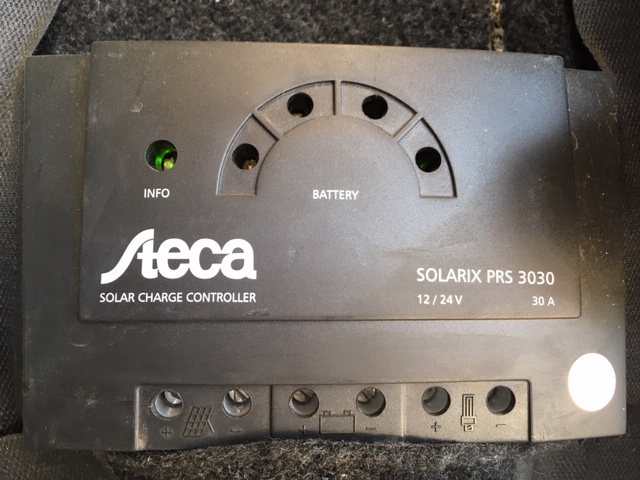 INFO
BATTERY
Steca
SOLAR CHARGE CONTROLLER
SOLARIX PRS 3030
12 / 24 V 30 A
+ - + - + -